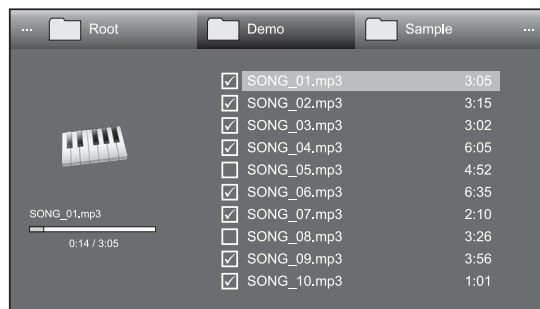 ... Root Demo Sample ...
SONG_01.mp3 3:05
SONG_02.mp3 3:15
SONG_03.mp3 3:02
SONG_04.mp3 6:05
SONG_05.mp3 4:52
SONG_06.mp3 6:35
SONG_07.mp3 2:10
SONG_08.mp3 3:26
SONG_09.mp3 3:56
SONG_10.mp3 1:01
SONG_01.mp3
0:14 / 3:05